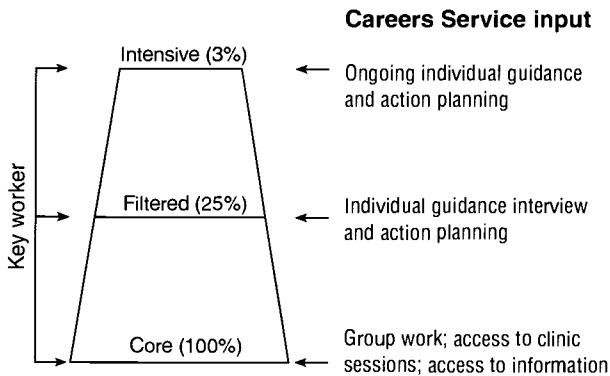 Careers Service input
Intensive (3%)
Ongoing individual guidance
and action planning
Key worker
Filtered (25%)
Individual guidance interview
and action planning
Core (100%)
Group work; access to clinic
sessions; access to information